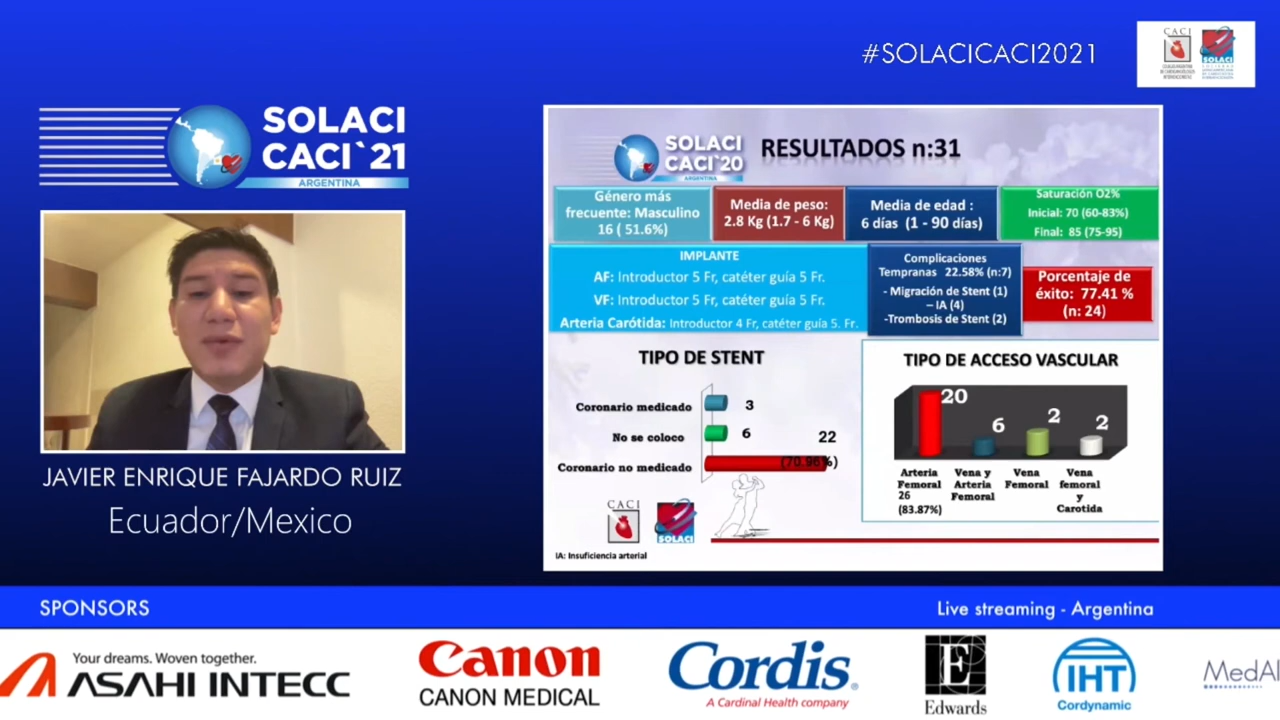 #SOLACICACI2021
CACI
SOLACI
SOLACI
CACI`21
ARGENTINA
JAVIER ENRIQUE FAJARDO RUIZ
Ecuador/Mexico
SOLACI
CACI`20
ARGENTINA
RESULTADOS n:31
Género más
frecuente: Masculino
16 ( 51.6%)
Media de peso:
2.8 Kg (1.7 - 6 Kg)
Media de edad :
6 días (1 - 90 días)
Saturación O2%
Inicial: 70 (60-83%)
Final: 85 (75-95)
IMPLANTE
AF: Introductor 5 Fr, catéter guía 5 Fr.
VF: Introductor 5 Fr, catéter guía 5 Fr.
Arteria Carótida: Introductor 4 Fr, catéter guía 5. Fr.
Complicaciones
Tempranas 22.58% (n:7)
- Migración de Stent (1)
– IA (4)
-Trombosis de Stent (2)
Porcentaje de
éxito: 77.41 %
(n: 24)
TIPO DE STENT
Coronario medicado 3
No se coloco 6
22
Coronario no medicado (70.96%)
CACI
SOLACI
IA: Insuficiencia arterial
TIPO DE ACCESO VASCULAR
20
6
2
2
Arteria
Femoral
26
(83.87%)
Vena y
Arteria
Femoral
Vena
Femoral
Vena
femoral
y
Carotida
SPONSORS
Live streaming - Argentina
Your dreams. Woven together.
ASAHI INTECC
Canon
CANON MEDICAL
Cordis®
A Cardinal Health company
E
Edwards
IHT
Cordynamic
MedAl